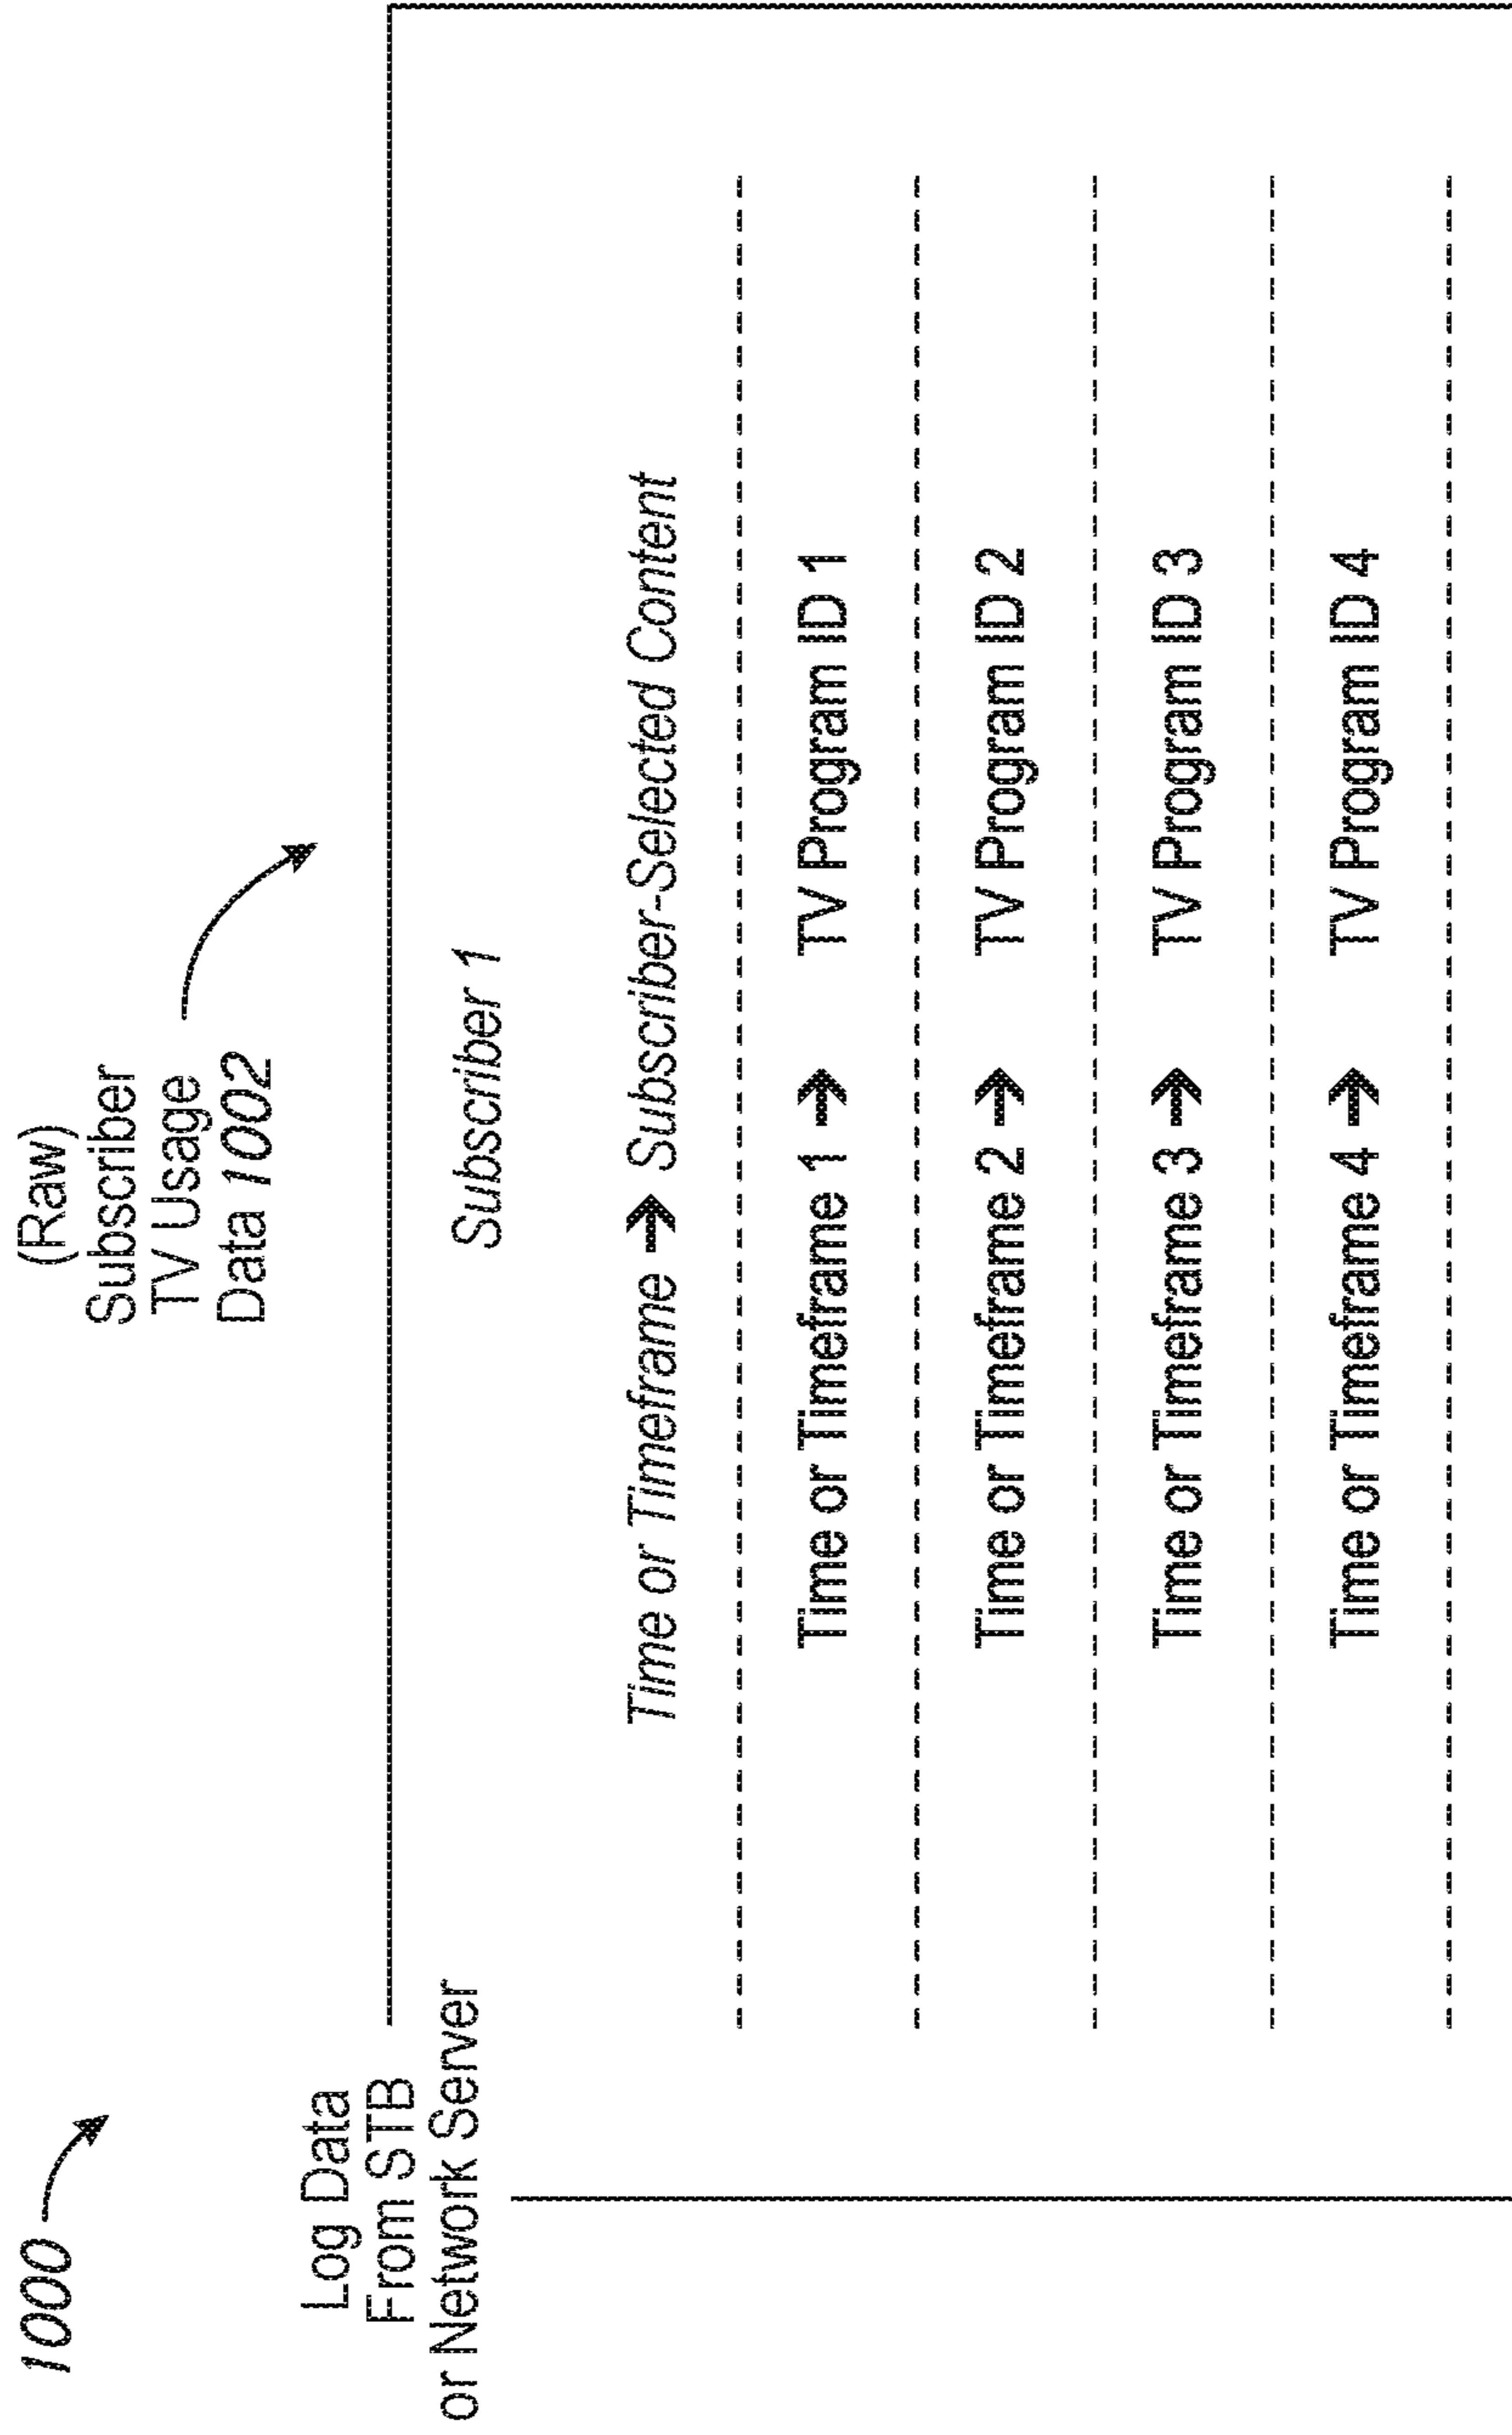 1000
(Raw)
Subscriber
TV Usage
Data 1002
Log Data
From STB
or Network Server
Subscriber 1
Time or Timeframe → Subscriber-Selected Content
Time or Timeframe 1 → TV Program ID 1
Time or Timeframe 2 → TV Program ID 2
Time or Timeframe 3 → TV Program ID 3
Time or Timeframe 4 → TV Program ID 4